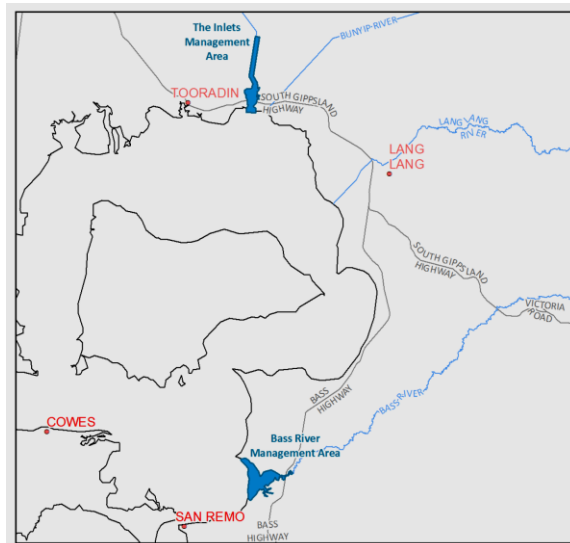 The Inlets
Management
Area
BUNYIP RIVER
TOORADIN
SOUTH GIPPSLAND
HIGHWAY
LANG LANG
RIVER
LANG
LANG
SOUTH GIPPSLAND
HIGHWAY
VICTORIA
ROAD
BASS
HIGHWAY
BASS RIVER
COWES
Bass River
Management Area
SAN REMO
BASS
HIGHWAY